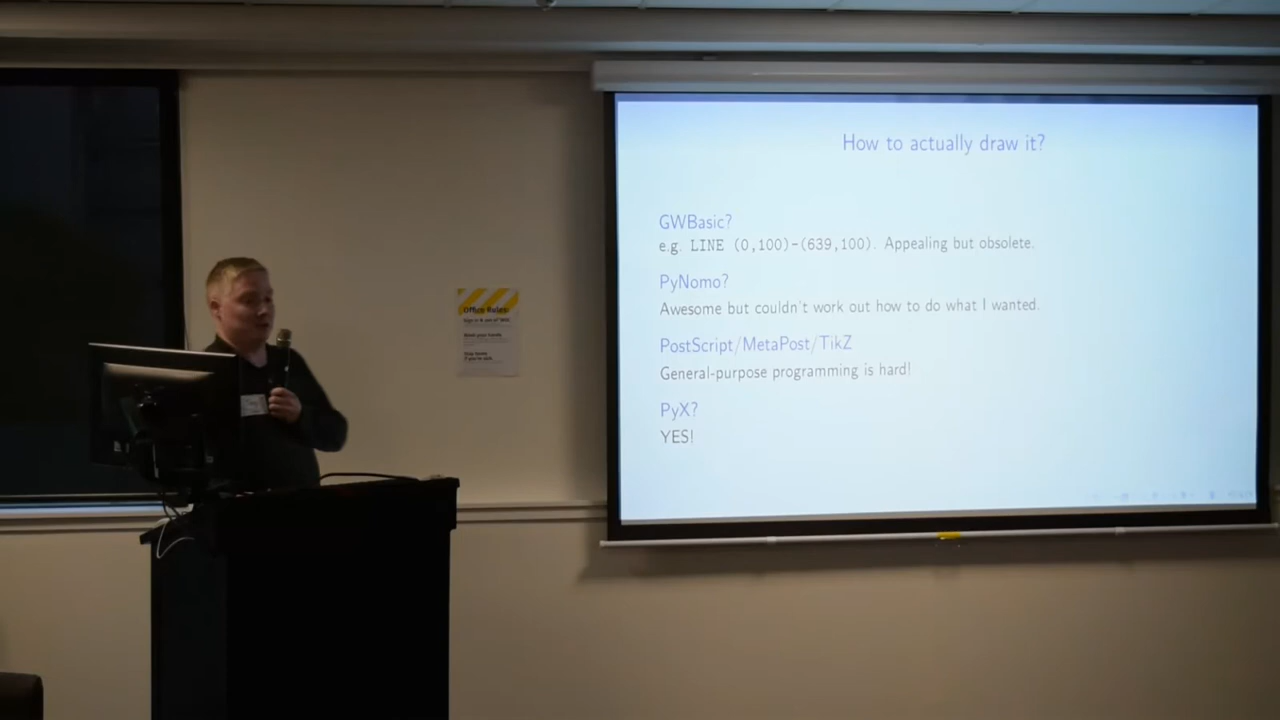 How to actually draw it?
GWBasic?
e.g. LINE (0,100)-(639,100). Appealing but obsolete.
PyNomo?
Awesome but couldn't work out how to do what I wanted.
PostScript/MetaPost/TikZ
General-purpose programming is hard!
PyX?
YES!
Office Rules